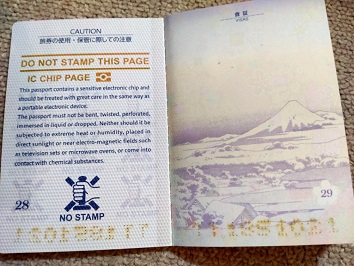 CAUTION
旅券の使用・保管に際しての注意
DO NOT STAMP THIS PAGE
IC CHIP PAGE
This passport contains a sensitive electronic chip and
should be treated with great care in the same way as
a portable electronic device.
The passport must not be bent, twisted, perforated,
immersed in liquid or dropped. Neither should it be
subjected to extreme heat or humidity, placed in
direct sunlight or near electro-magnetic fields such
as television sets or microwave ovens, or come into
contact with chemical substances.
28
NO STAMP
査証
VISAS
29